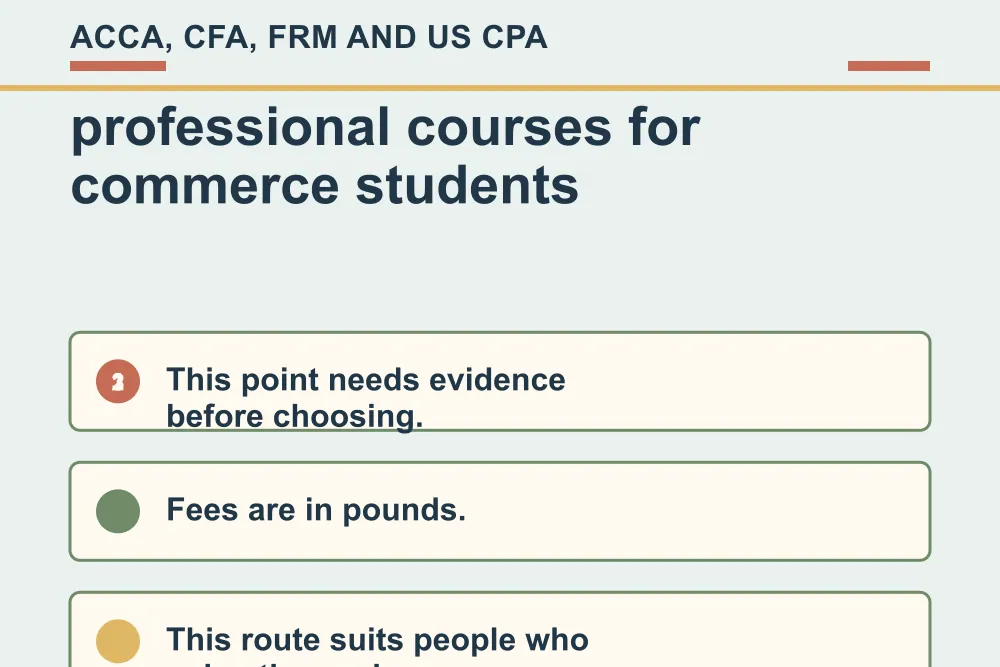 ACCA, CFA, FRM AND US CPA
professional courses for
commerce students
This point needs evidence
before choosing.
Fees are in pounds.
This route suits people who